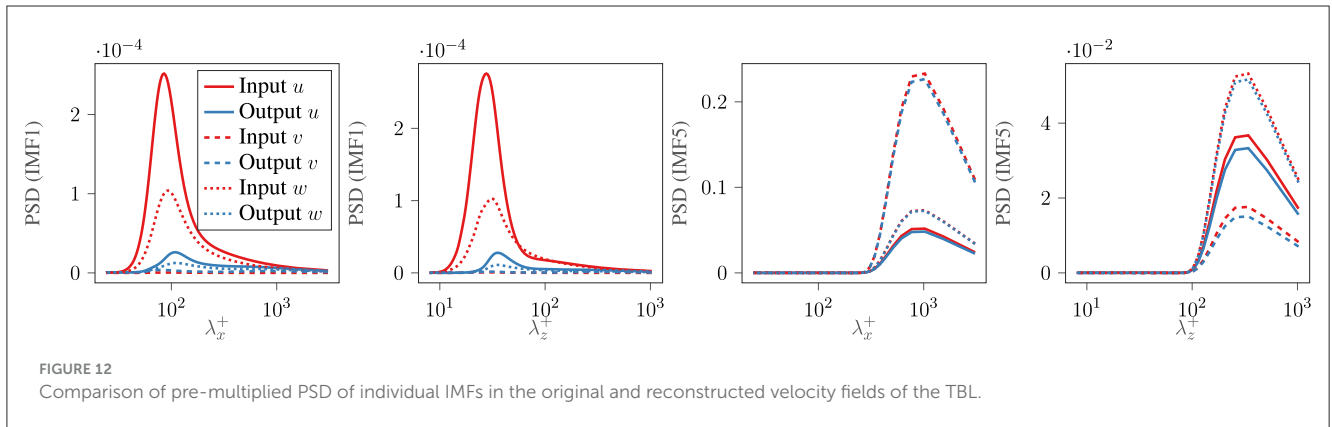 ·10−4
PSD (IMF1)
2
1
0
10²
10³
λx+
Input u
Output u
Input v
Output v
Input w
Output w
·10−4
PSD (IMF1)
2
1
0
10¹
10²
10³
λz+
PSD (IMF5)
0.2
0.1
0
10²
10³
λx+
·10−2
PSD (IMF5)
4
2
0
10¹
10²
10³
λz+
FIGURE 12
Comparison of pre-multiplied PSD of individual IMFs in the original and reconstructed velocity fields of the TBL.